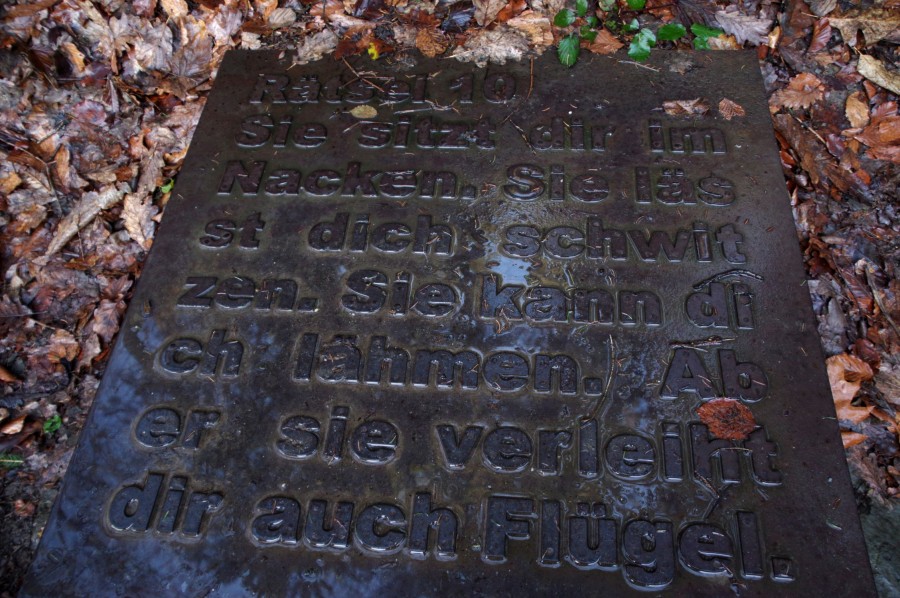 Rätsel 10
Sie sitzt dir im
Nacken. Sie läs
st dich schwit
zen. Sie kann di
ch lähmen. Ab
er sie verleiht
dir auch Flügel.